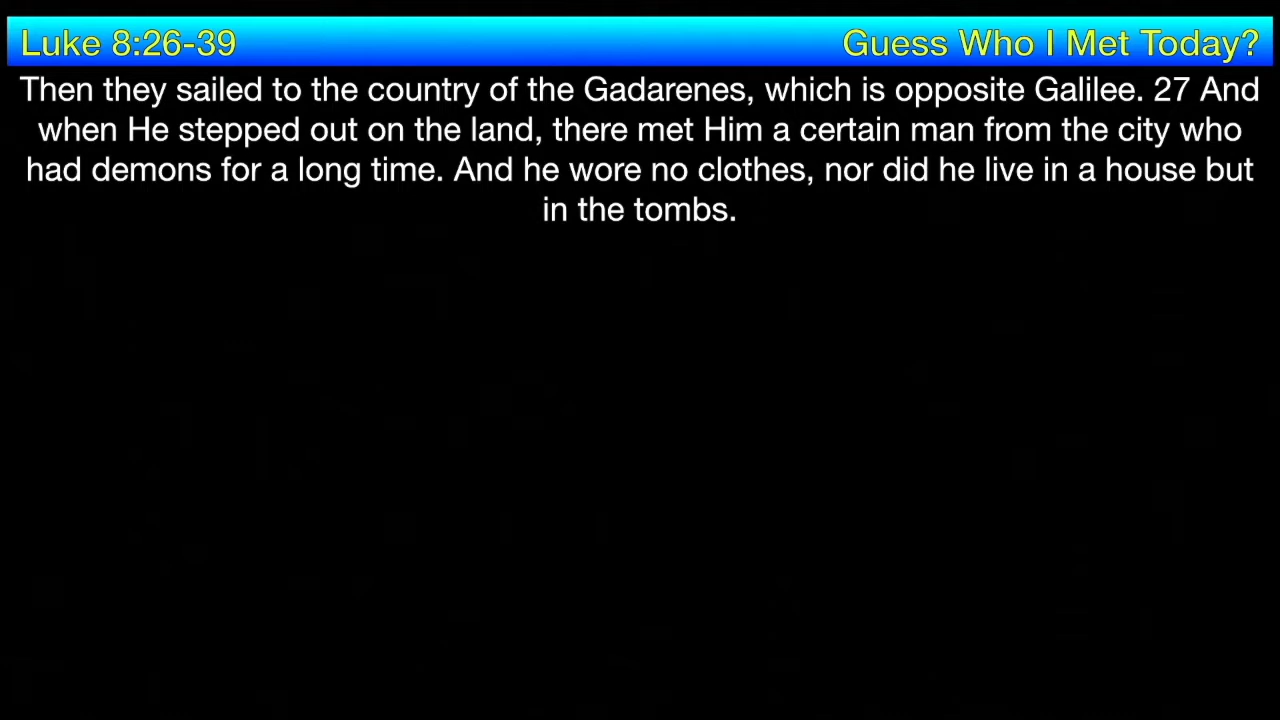 Luke 8:26-39 Guess Who I Met Today?
Then they sailed to the country of the Gadarenes, which is opposite Galilee. 27 And
when He stepped out on the land, there met Him a certain man from the city who
had demons for a long time. And he wore no clothes, nor did he live in a house but
in the tombs.